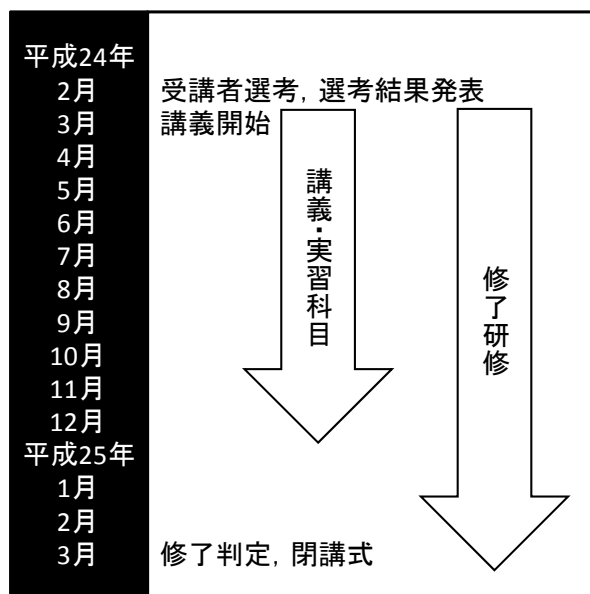 平成24年
2月 受講者選考, 選考結果発表
3月 講義開始
4月
5月
6月
7月
8月
9月
10月
11月
12月
平成25年
1月
2月
3月 修了判定, 閉講式
講義・実習科目
修了研修